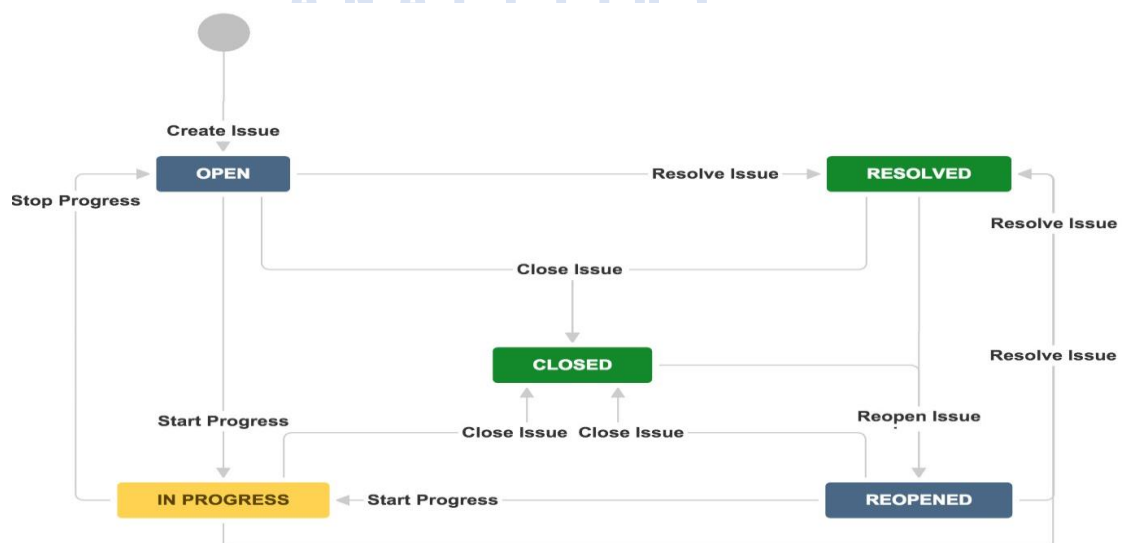 Create Issue
OPEN
Resolve Issue
RESOLVED
Stop Progress
Resolve Issue
Close Issue
CLOSED
Resolve Issue
Start Progress
Reopen Issue
Close Issue
Close Issue
IN PROGRESS
Start Progress
REOPENED